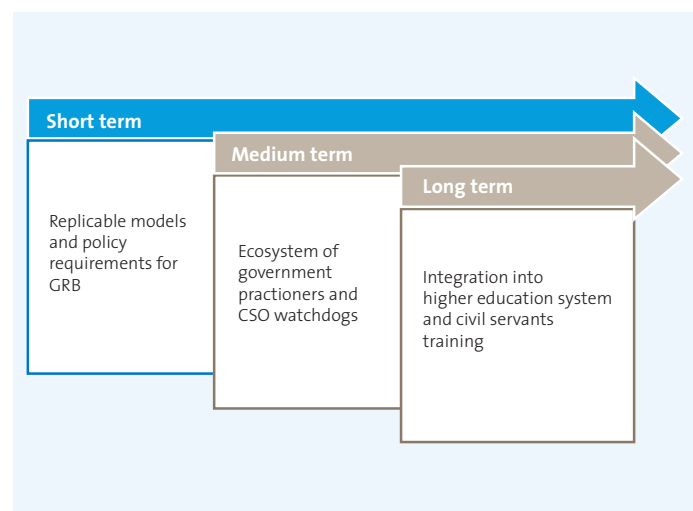 Short term
Replicable models
and policy
requirements for
GRB
Medium term
Ecosystem of
government
practioners and
CSO watchdogs
Long term
Integration into
higher education system
and civil servants
training